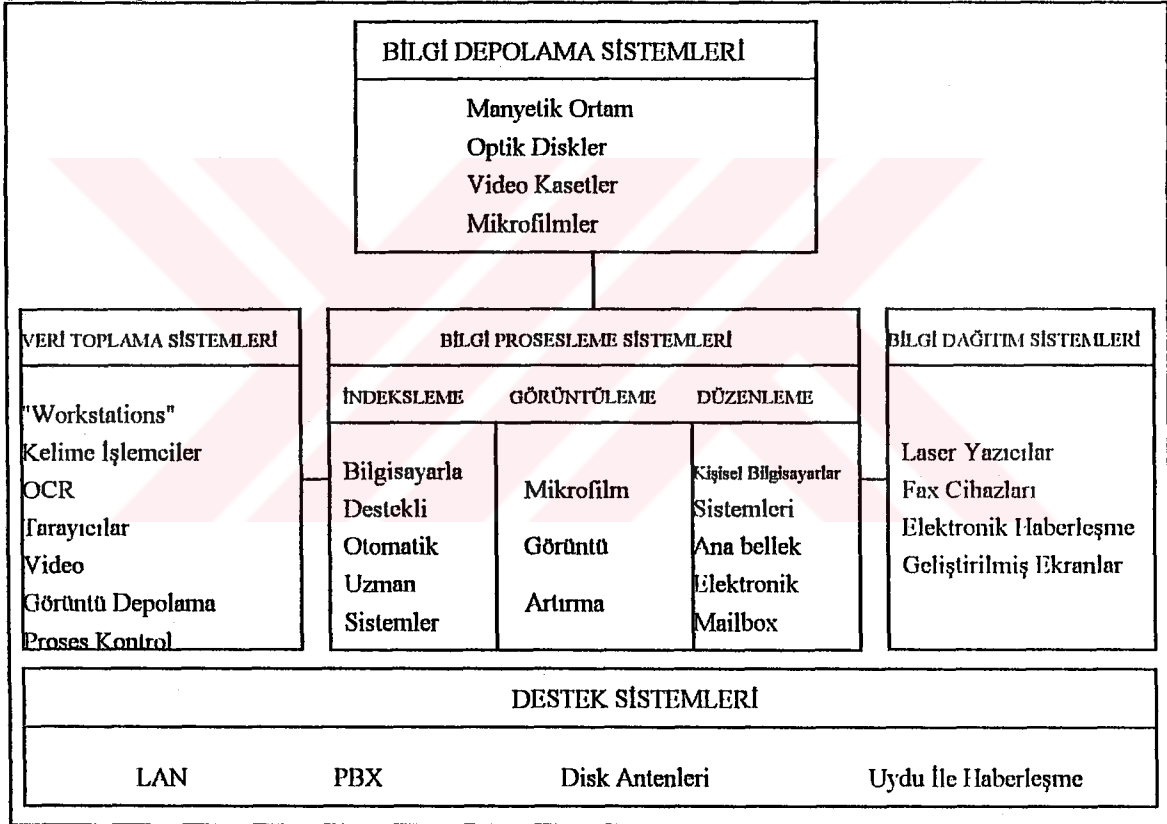 BİLGİ DEPOLAMA SİSTEMLERİ
Manyetik Ortam
Optik Diskler
Video Kasetler
Mikrofilmler
VERİ TOPLAMA SİSTEMLERİ
"Workstations"
Kelime İşlemciler
OCR
Tarayıcılar
Video
Görüntü Depolama
Proses Kontrol
BİLGİ PROSESLEME SİSTEMLERİ
İNDEKSLEME GÖRÜNTÜLEME DÜZENLEME
Bilgisayarla
Destekli
Otomatik
Uzman
Sistemler
Mikrofilm
Görüntü
Artırma
Kişisel Bilgisayarlar
Sistemleri
Ana bellek
Elektronik
Mailbox
BİLGİ DAĞITIM SİSTEMLERİ
Laser Yazıcılar
Fax Cihazları
Elektronik Haberleşme
Geliştirilmiş Ekranlar
DESTEK SİSTEMLERİ
LAN PBX Disk Antenleri Uydu İle Haberleşme